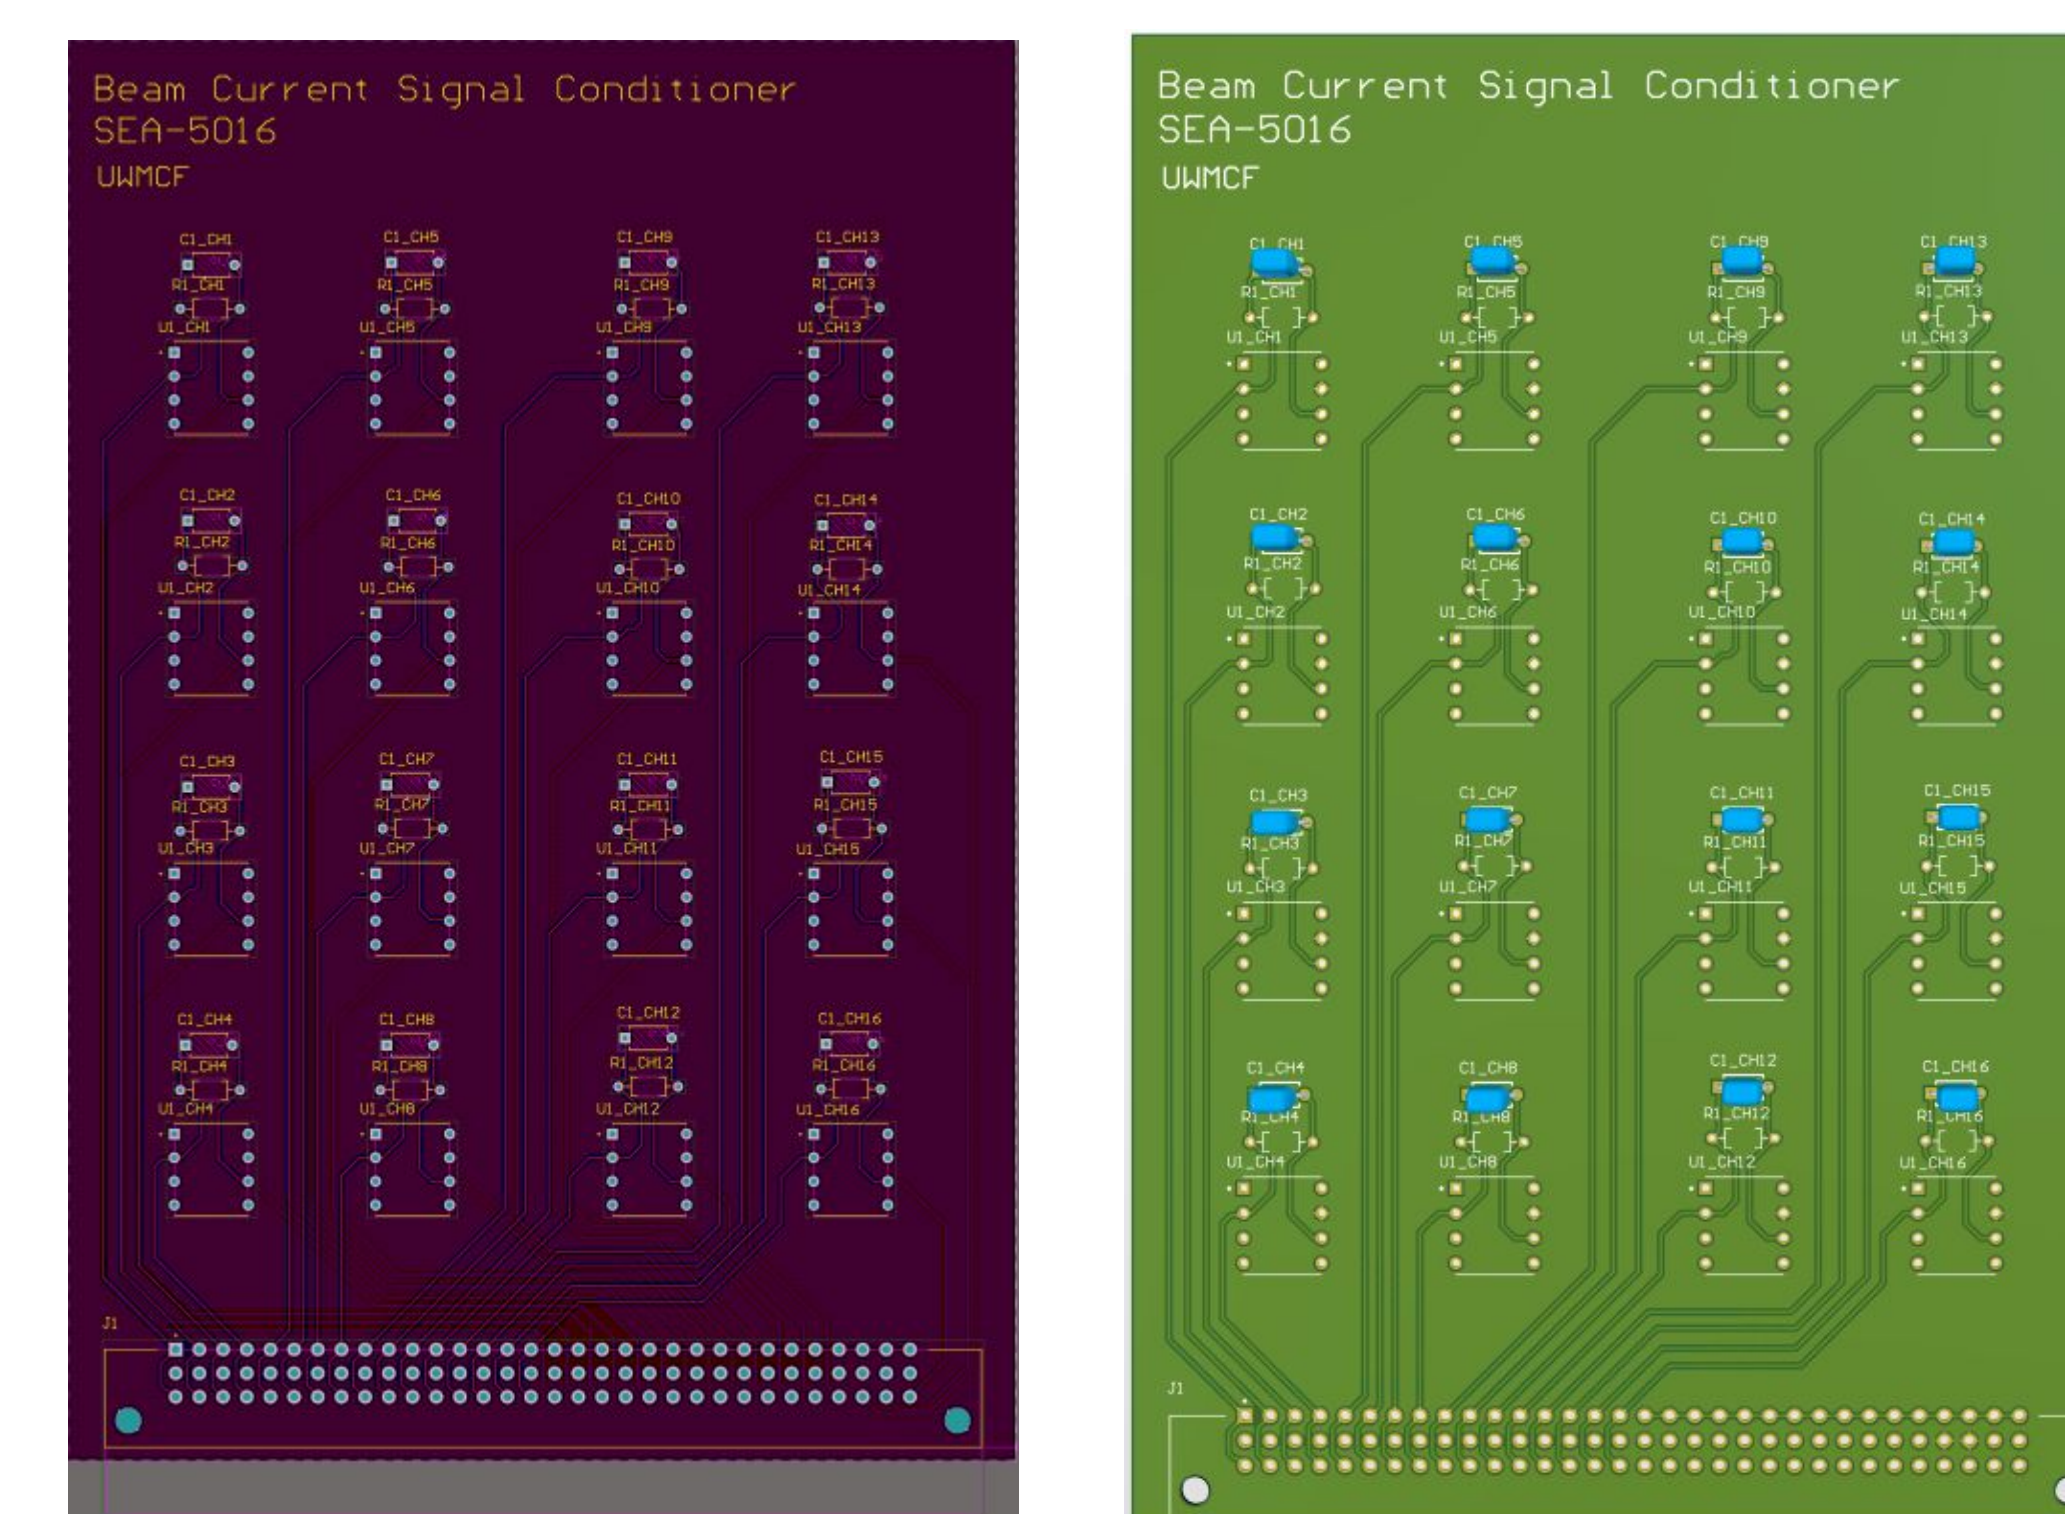 Beam Current Signal Conditioner
SEA-5016
UWMCF
C1_CH1 C1_CH5 C1_CH9 C1_CH13
R1_CH1 R1_CH5 R1_CH9 R1_CH13
U1_CH1 U1_CH5 U1_CH9 U1_CH13
C1_CH2 C1_CH6 C1_CH10 C1_CH14
R1_CH2 R1_CH6 R1_CH10 R1_CH14
U1_CH2 U1_CH6 U1_CH10 U1_CH14
C1_CH3 C1_CH7 C1_CH11 C1_CH15
R1_CH3 R1_CH7 R1_CH11 R1_CH15
U1_CH3 U1_CH7 U1_CH11 U1_CH15
C1_CH4 C1_CH8 C1_CH12 C1_CH16
R1_CH4 R1_CH8 R1_CH12 R1_CH16
U1_CH4 U1_CH8 U1_CH12 U1_CH16
J1
Beam Current Signal Conditioner
SEA-5016
UWMCF
C1_CH1 C1_CH5 C1_CH9 C1_CH13
R1_CH1 R1_CH5 R1_CH9 R1_CH13
U1_CH1 U1_CH5 U1_CH9 U1_CH13
C1_CH2 C1_CH6 C1_CH10 C1_CH14
R1_CH2 R1_CH6 R1_CH10 R1_CH14
U1_CH2 U1_CH6 U1_CH10 U1_CH14
C1_CH3 C1_CH7 C1_CH11 C1_CH15
R1_CH3 R1_CH7 R1_CH11 R1_CH15
U1_CH3 U1_CH7 U1_CH11 U1_CH15
C1_CH4 C1_CH8 C1_CH12 C1_CH16
R1_CH4 R1_CH8 R1_CH12 R1_CH16
U1_CH4 U1_CH8 U1_CH12 U1_CH16
J1